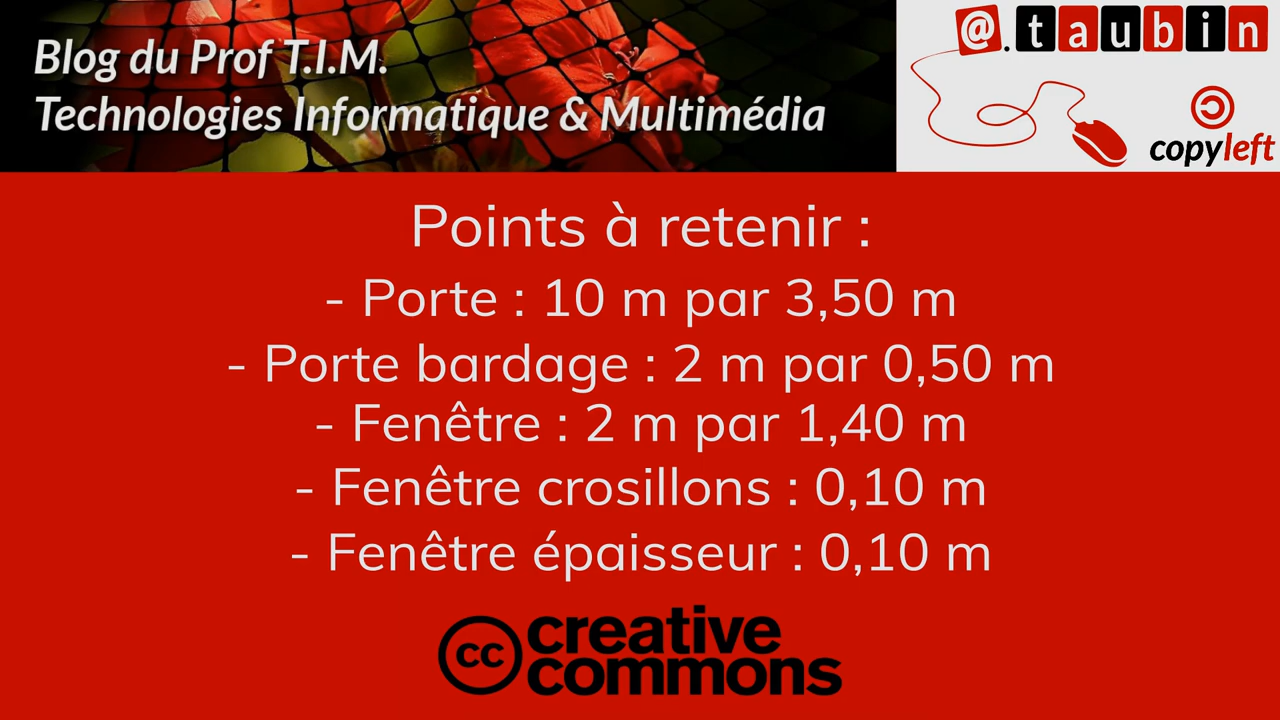 Blog du Prof T.I.M.
Technologies Informatique & Multimédia
@.taubin
copyleft
Points à retenir :
- Porte : 10 m par 3,50 m
- Porte bardage : 2 m par 0,50 m
- Fenêtre : 2 m par 1,40 m
- Fenêtre crosillons : 0,10 m
- Fenêtre épaisseur : 0,10 m
cc creative
commons